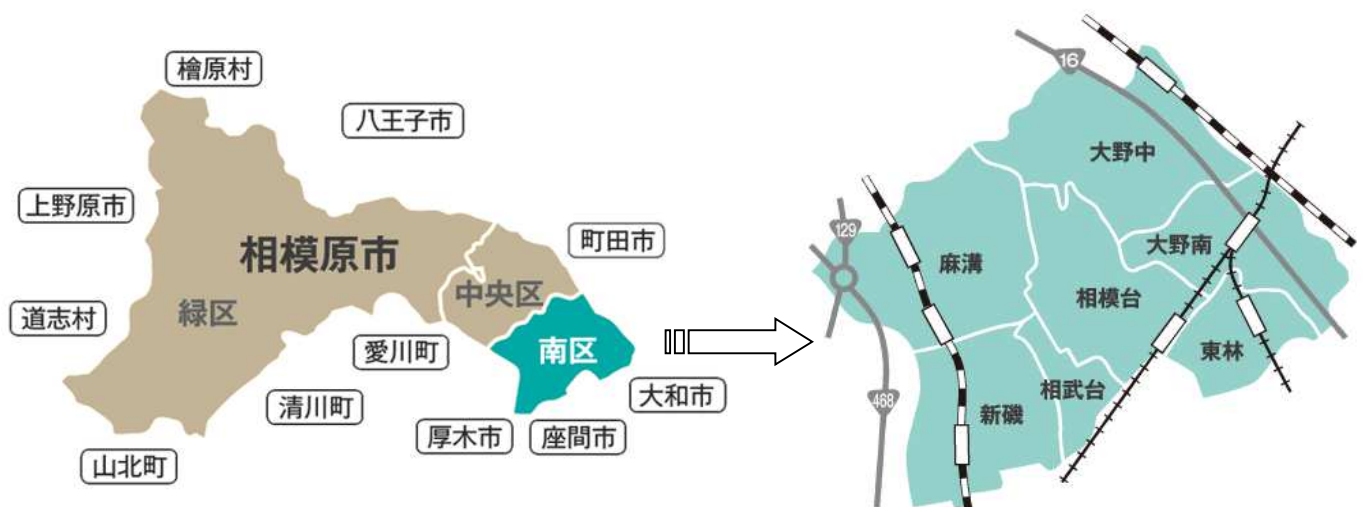 檜原村
八王子市
上野原市
相模原市
町田市
中央区
緑区
道志村
愛川町
南区
大和市
清川町
厚木市
座間市
山北町
16
大野中
129
麻溝
大野南
相模台
東林
468
相武台
新磯